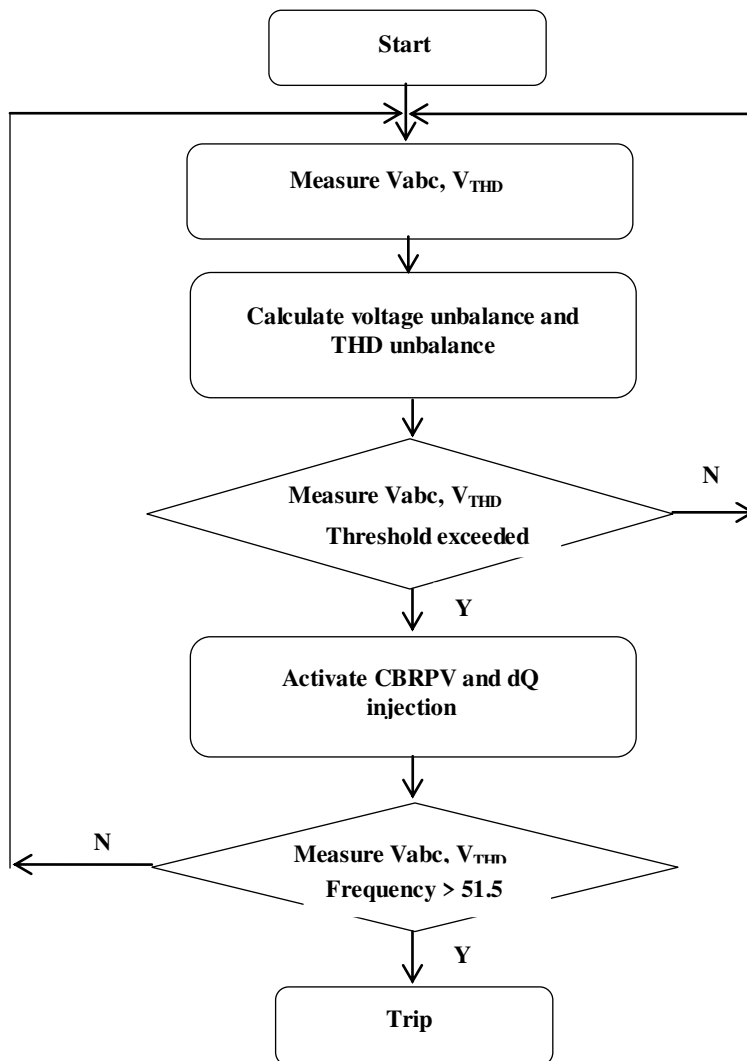 Start
Measure Vabc, VTHD
Calculate voltage unbalance and
THD unbalance
Measure Vabc, VTHD
Threshold exceeded
N
Y
Activate CBRPV and dQ
injection
N
Measure Vabc, VTHD
Frequency > 51.5
Y
Trip